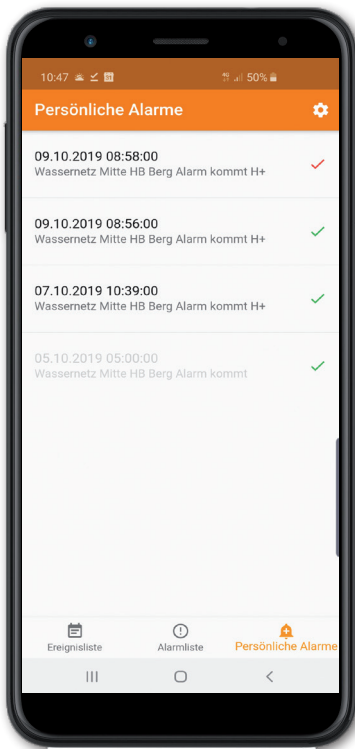 10:47
50%
Persönliche Alarme
09.10.2019 08:58:00
Wassernetz Mitte HB Berg Alarm kommt H+
09.10.2019 08:56:00
Wassernetz Mitte HB Berg Alarm kommt H+
07.10.2019 10:39:00
Wassernetz Mitte HB Berg Alarm kommt H+
05.10.2019 05:00:00
Wassernetz Mitte HB Berg Alarm kommt
Ereignisliste Alarmliste Persönliche Alarme